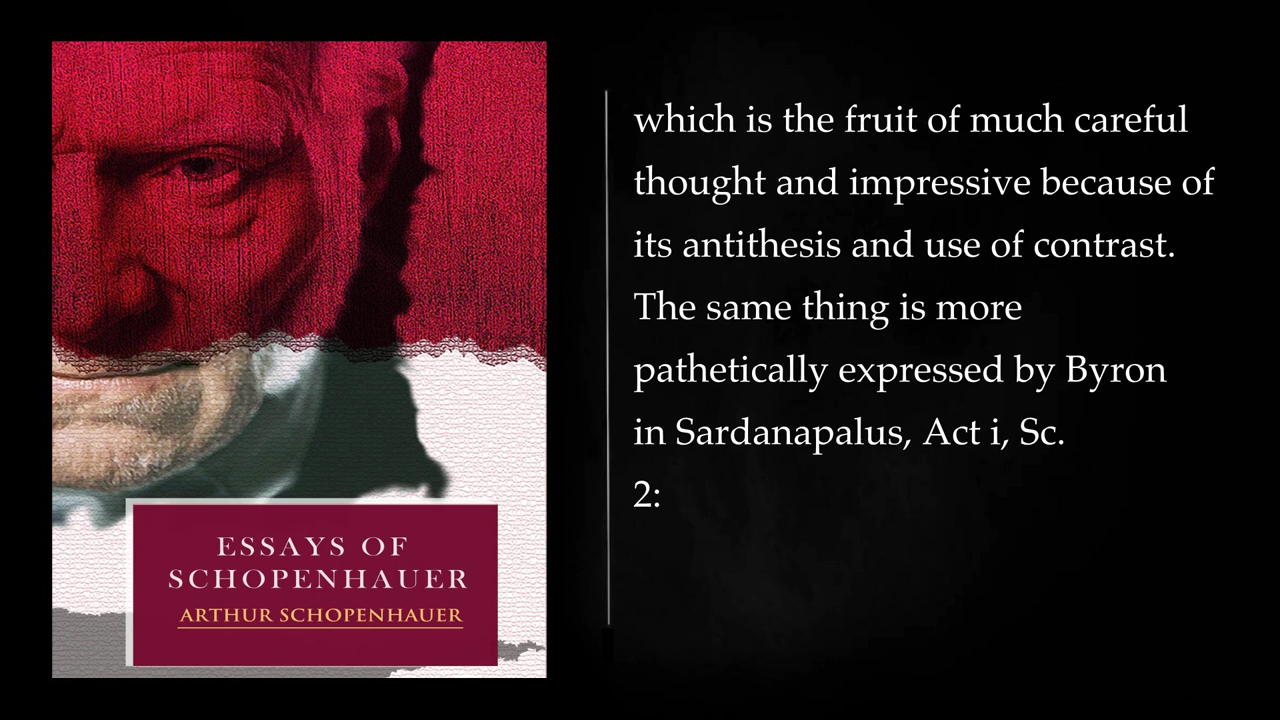 ESSAYS OF
SCHOPENHAUER
ARTHUR SCHOPENHAUER
which is the fruit of much careful
thought and impressive because of
its antithesis and use of contrast.
The same thing is more
pathetically expressed by Byron
in Sardanapalus, Act i, Sc.
2: